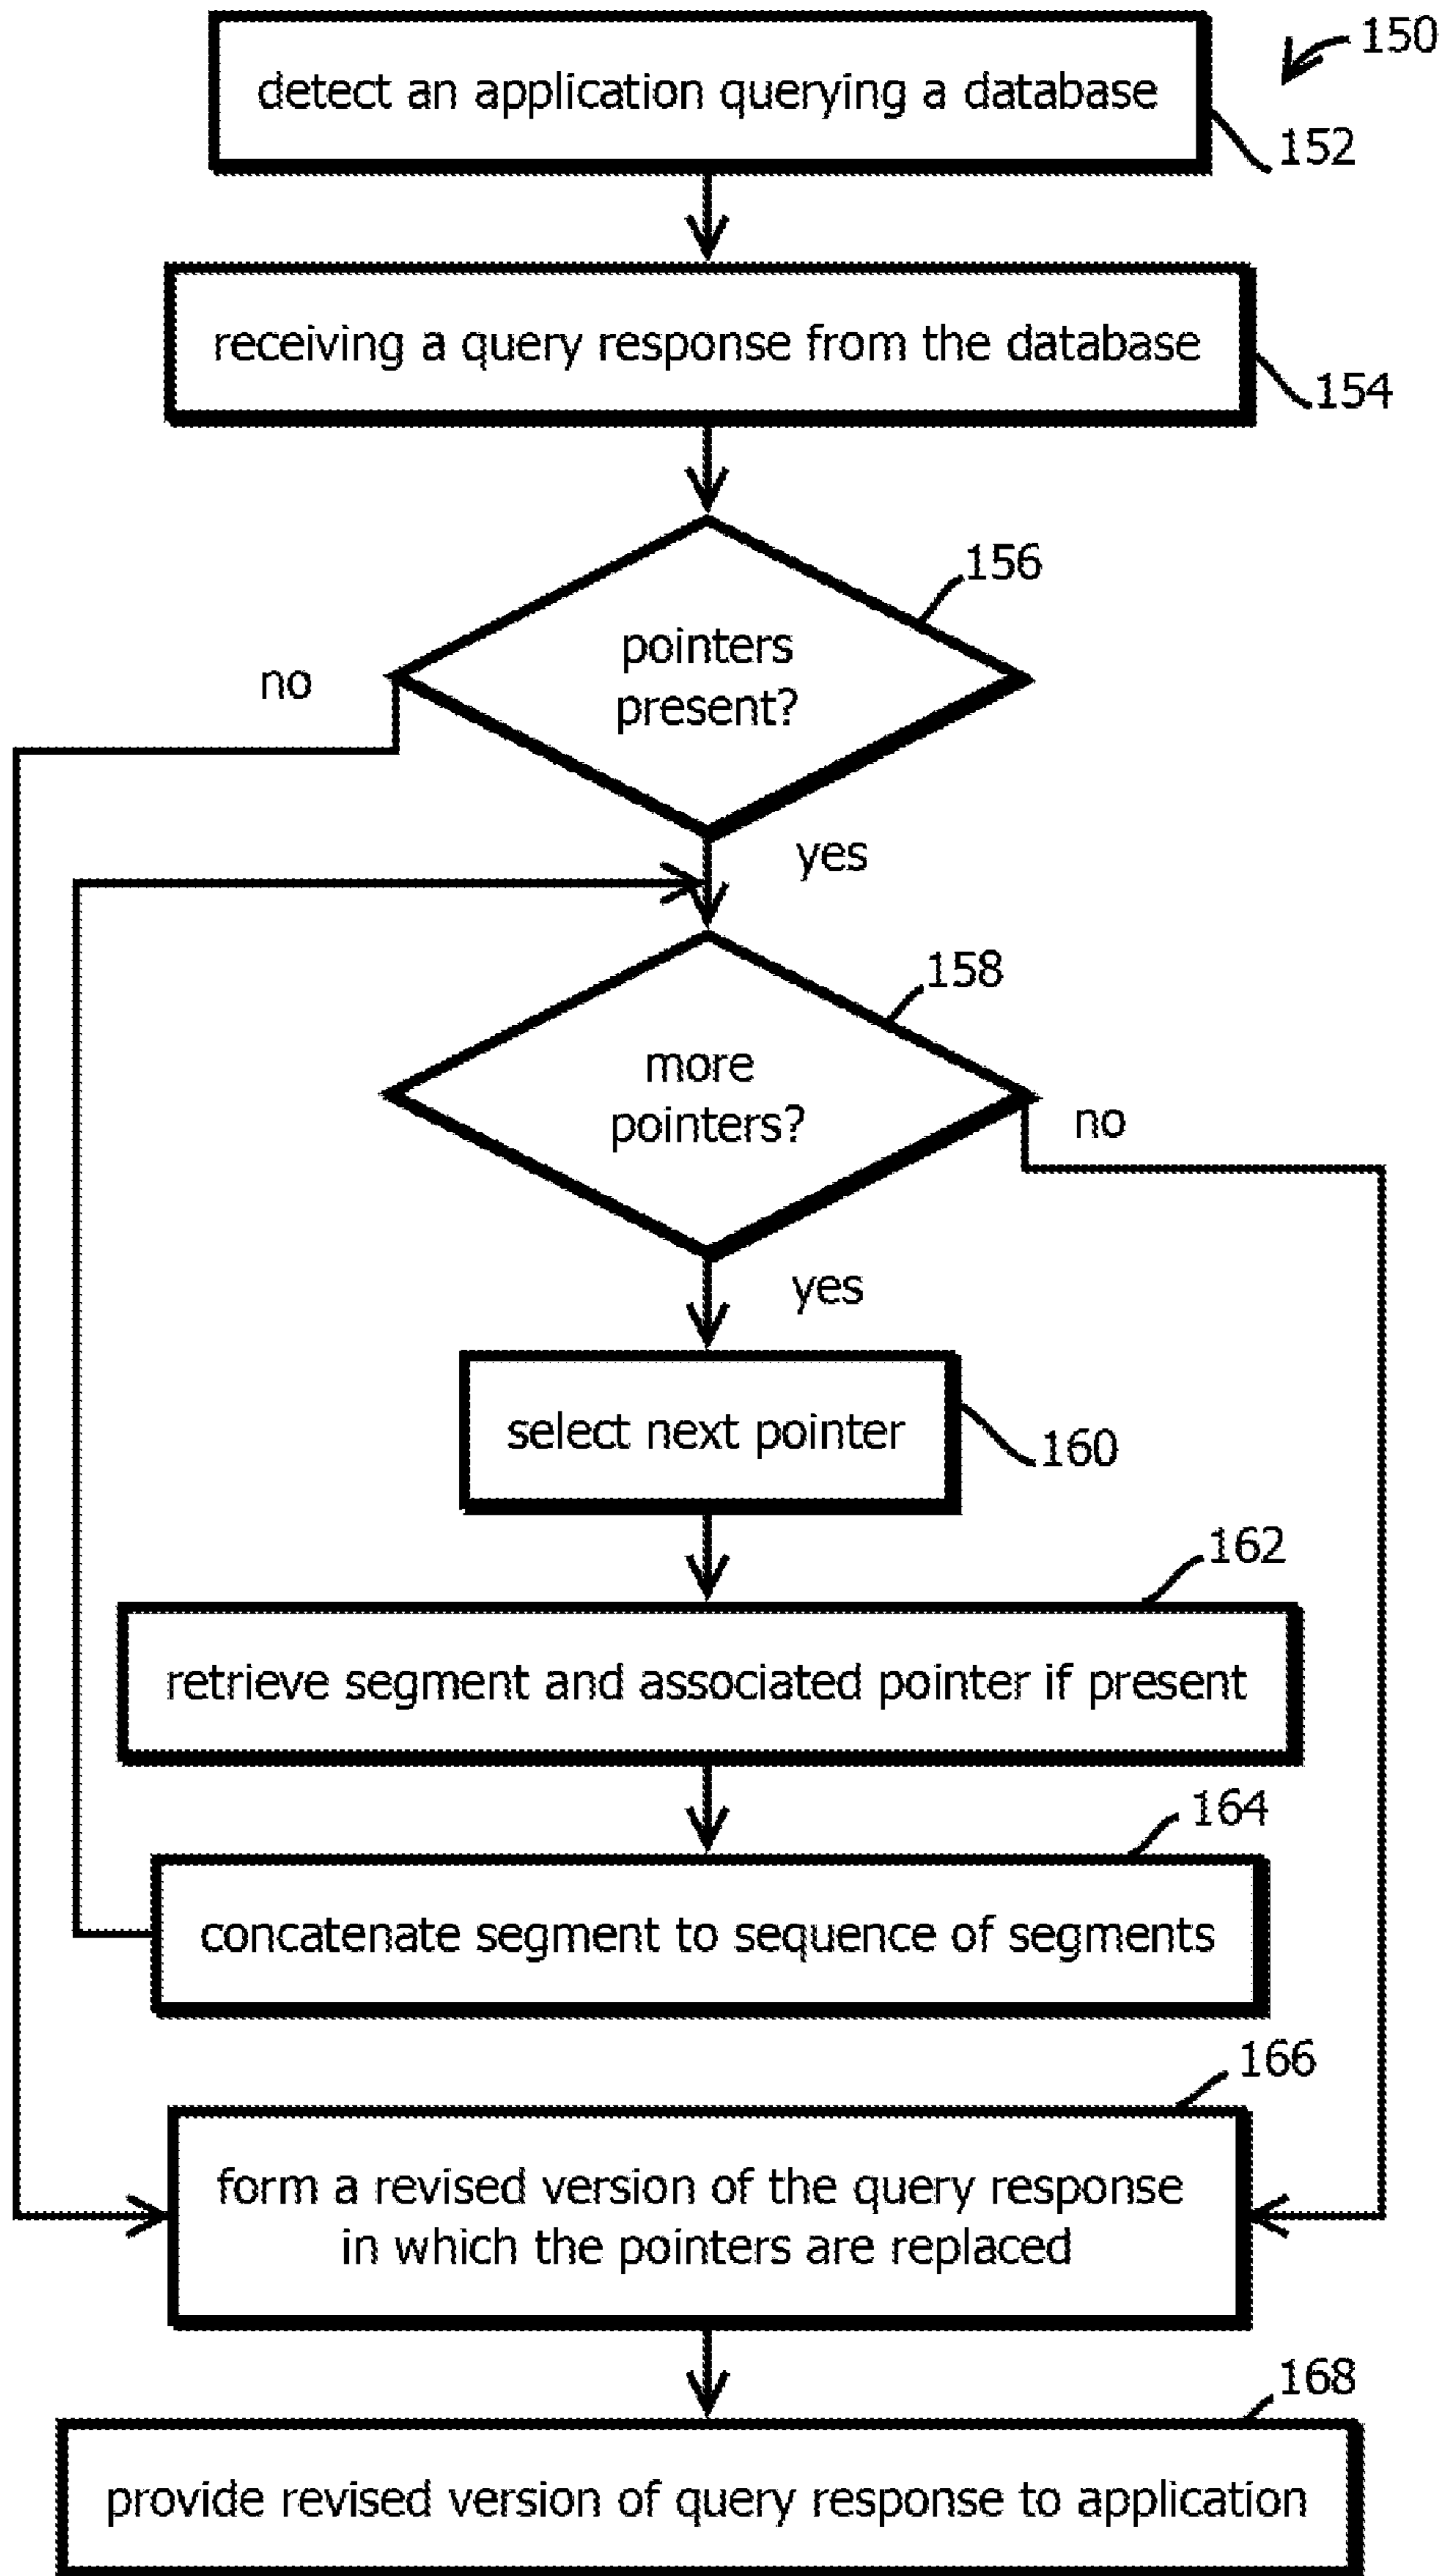 150
detect an application querying a database
152
receiving a query response from the database
154
156
pointers
present?
no
yes
158
more
pointers?
no
yes
select next pointer
160
162
retrieve segment and associated pointer if present
164
concatenate segment to sequence of segments
166
form a revised version of the query response
in which the pointers are replaced
168
provide revised version of query response to application